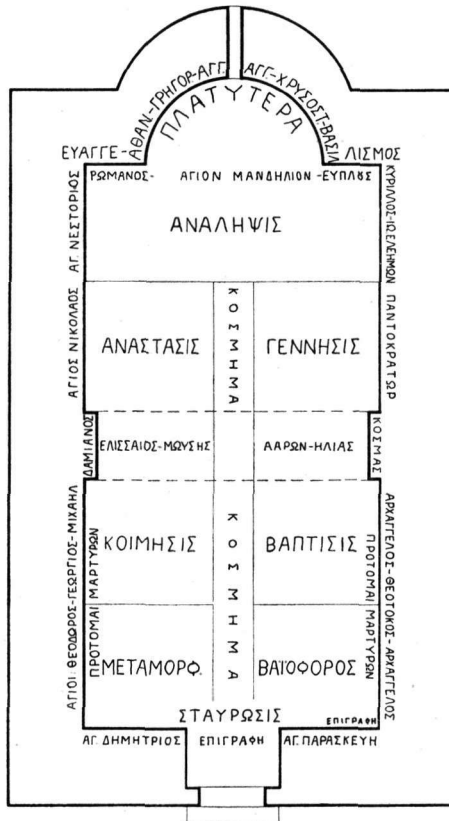 ΑΘΑΝ-ΓΡΗΓΟΡ-ΑΓΓ.
ΑΓΓ-ΧΡΥΣΟΣΤ-ΒΑΣΙΛ
ΠΛΑΤΥΤΕΡΑ
ΕΥΑΓΓΕ-
ΛΙΣΜΟΣ
ΡΩΜΑΝΟΣ-
ΑΓΙΟΝ ΜΑΝΔΗΛΙΟΝ-ΕΥΠΛΟΥΣ
ΑΓ. ΝΕΣΤΟΡΙΟΣ
ΚΥΡΙΛΛΟΣ-ΙΩ ΕΛΕΗΜΩΝ
ΑΝΑΛΗΨΙΣ
ΑΓΙΟΣ ΝΙΚΟΛΑΟΣ
ΑΝΑΣΤΑΣΙΣ
ΚΟΣΜΗΜΑ
ΓΕΝΝΗΣΙΣ
ΠΑΝΤΟΚΡΑΤΩΡ
ΔΑΜΙΑΝΟΣ
ΕΛΙΣΣΑΙΟΣ-ΜΩΥΣΗΣ
ΑΑΡΩΝ-ΗΛΙΑΣ
ΚΟΣΜΑΣ
ΑΓΙΟΙ ΘΕΟΔΩΡΟΣ-ΓΕΩΡΓΙΟΣ-ΜΙΧΑΗΛ
ΠΡΟΤΟΜΑΙ ΜΑΡΤΥΡΩΝ
ΚΟΙΜΗΣΙΣ
ΚΟΣΜΗΜΑ
ΒΑΠΤΙΣΙΣ
ΠΡΟΤΟΜΑΙ ΜΑΡΤΥΡΩΝ
ΑΡΧΑΓΓΕΛΟΣ-ΘΕΟΤΟΚΟΣ-ΑΡΧΑΓΓΕΛΟΣ
ΜΕΤΑΜΟΡΦ.
ΒΑΪΟΦΟΡΟΣ
ΣΤΑΥΡΩΣΙΣ
ΕΠΙΓΡΑΦΗ
ΑΓ. ΔΗΜΗΤΡΙΟΣ
ΕΠΙΓΡΑΦΗ
ΑΓ. ΠΑΡΑΣΚΕΥΗ